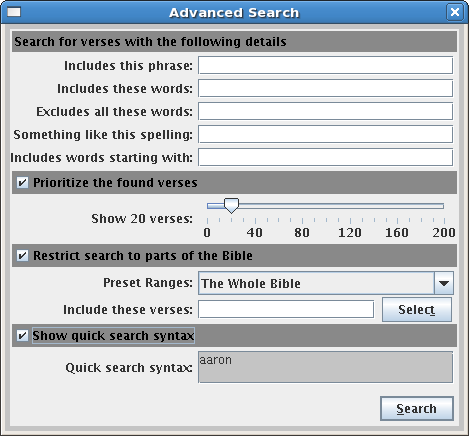 Advanced Search
Search for verses with the following details
Includes this phrase:
Includes these words:
Excludes all these words:
Something like this spelling:
Includes words starting with:
Prioritize the found verses
Show 20 verses:
0 40 80 120 160 200
Restrict search to parts of the Bible
Preset Ranges: The Whole Bible
Include these verses: Select
Show quick search syntax
Quick search syntax: aaron
Search